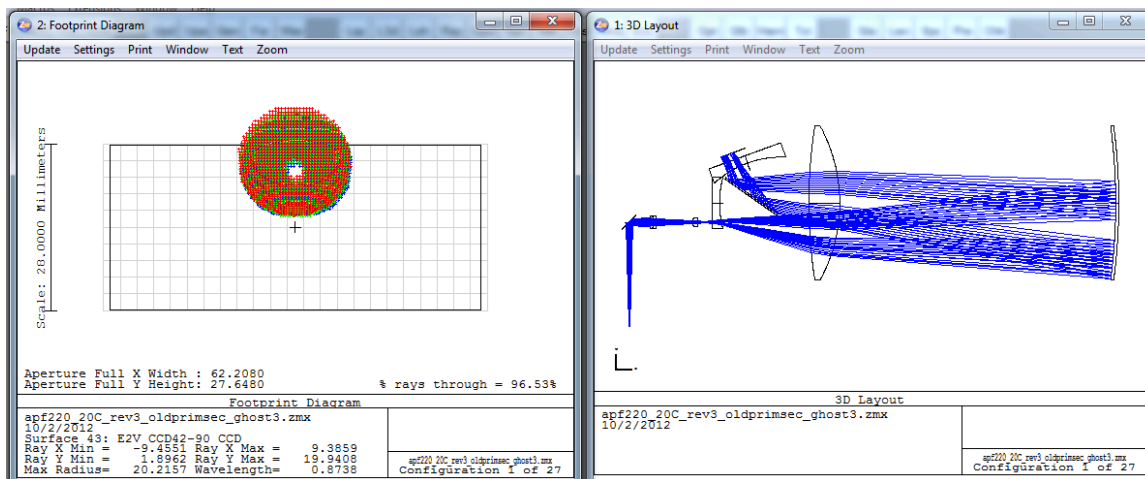 2: Footprint Diagram
Update Settings Print Window Text Zoom
Scale: 28.0000 Millimeters
Aperture Full X Width : 62.2080
Aperture Full Y Height: 27.6480 % rays through = 96.53%
Footprint Diagram
apf220_20C_rev3_oldprimsec_ghost3.zmx
10/2/2012
Surface 43: E2V CCD42-90 CCD
Ray X Min = -9.4551 Ray X Max = 9.3859
Ray Y Min = 1.8962 Ray Y Max = 19.9408
Max Radius= 20.2157 Wavelength= 0.8738
apf220_20C_rev3_oldprimsec_ghost3.zmx
Configuration 1 of 27
1: 3D Layout
Update Settings Print Window Text Zoom
3D Layout
apf220_20C_rev3_oldprimsec_ghost3.zmx
10/2/2012
apf220_20C_rev3_oldprimsec_ghost3.zmx
Configuration 1 of 27